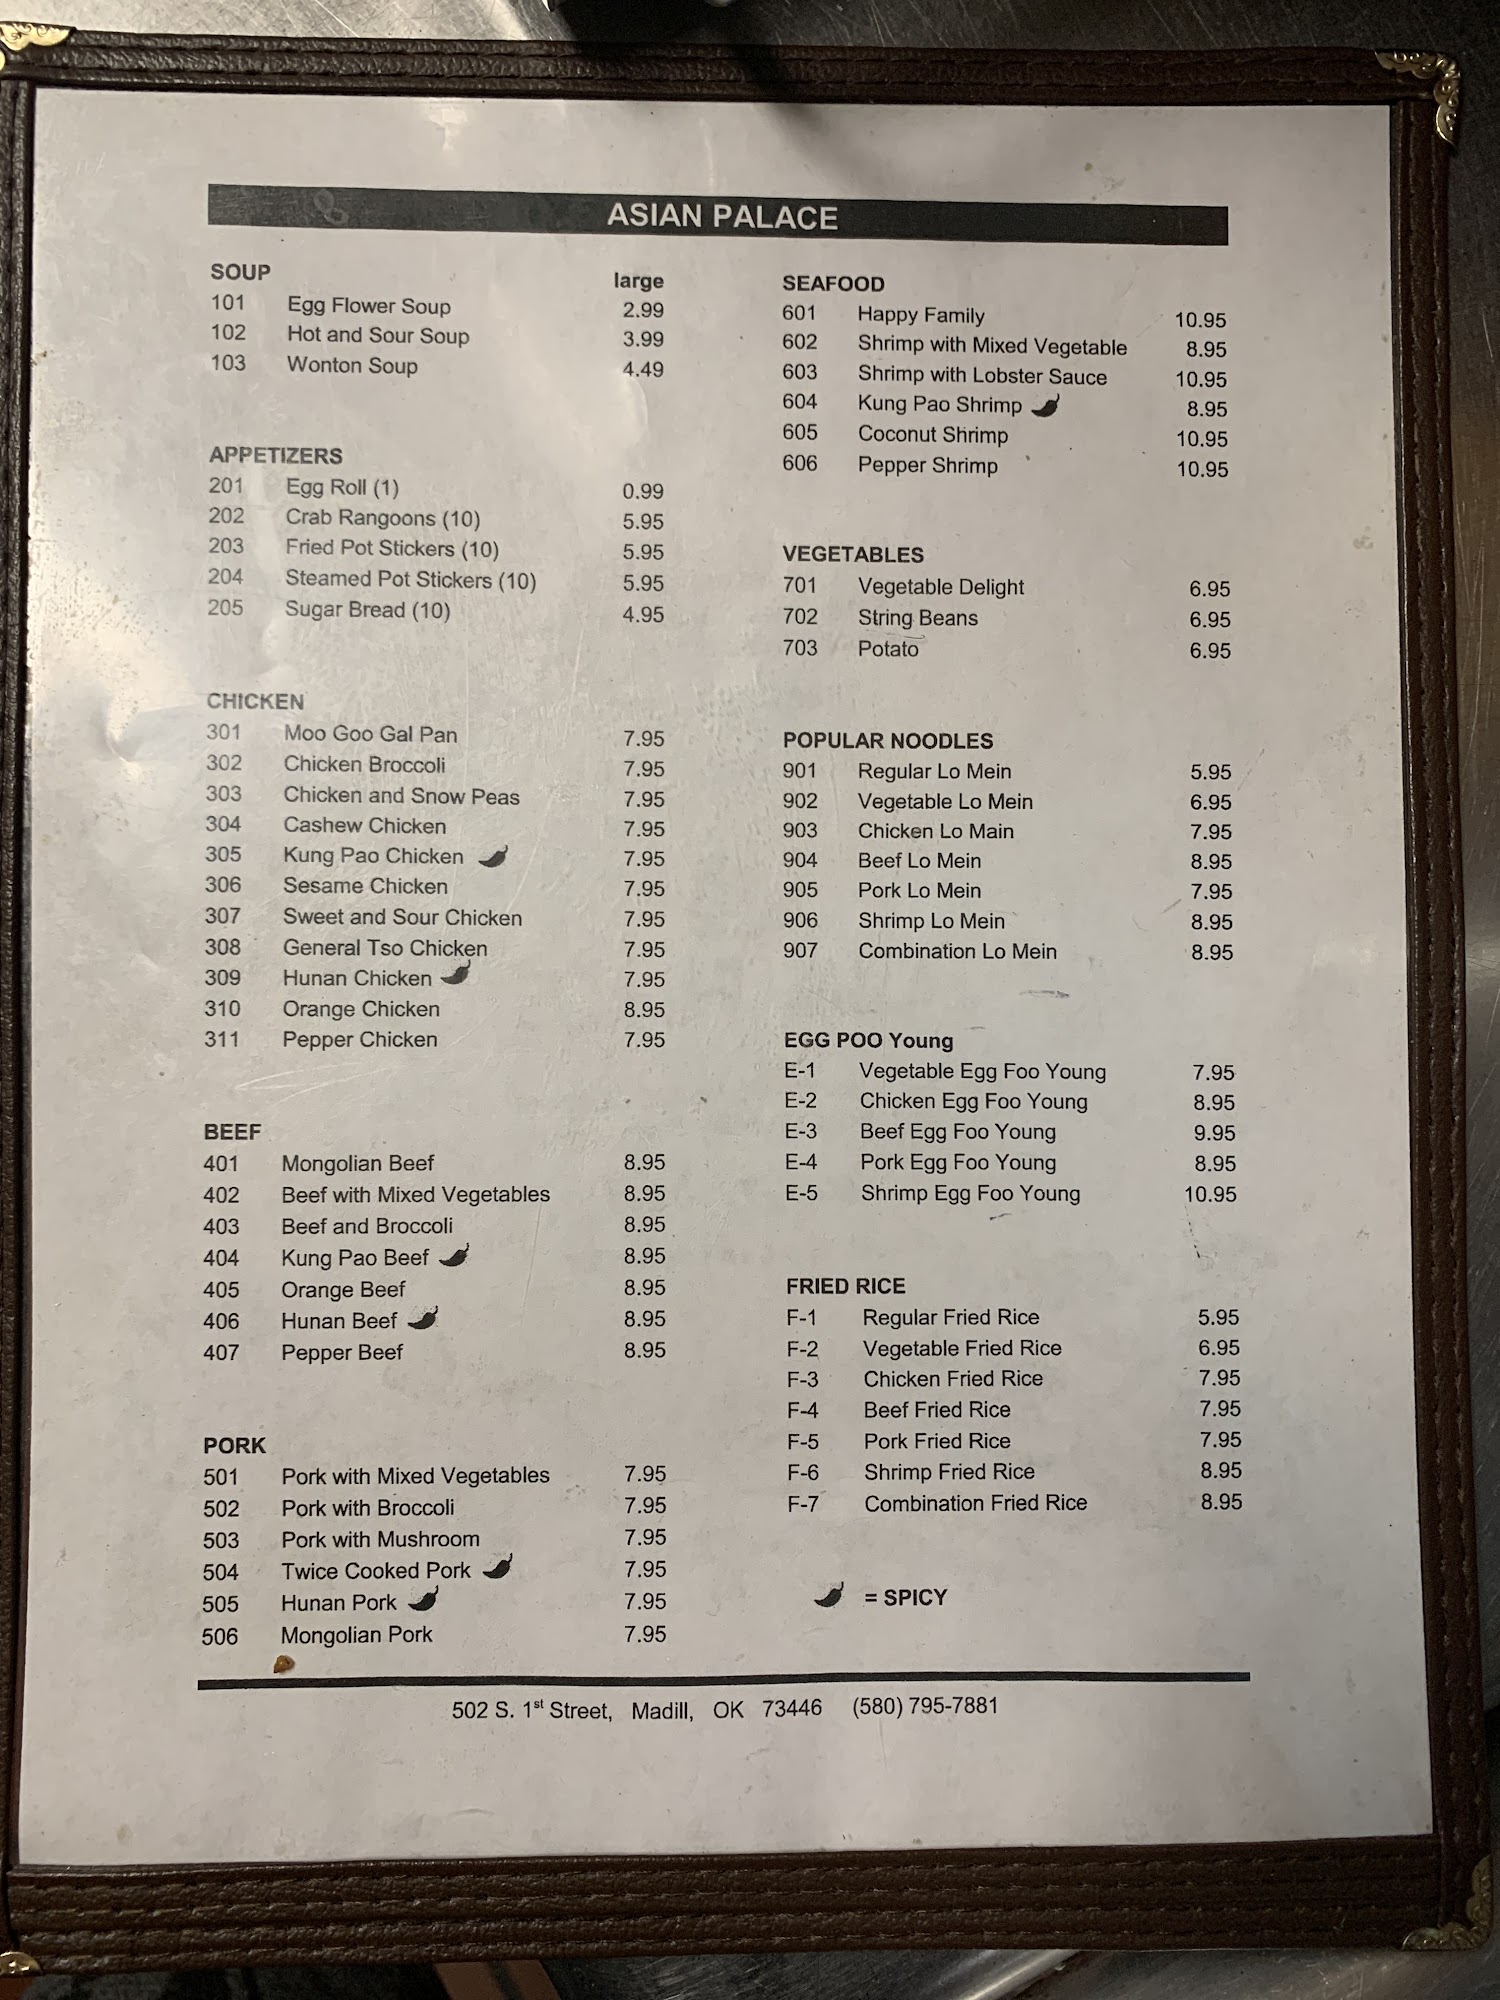 ASIAN PALACE
SOUP large
101 Egg Flower Soup 2.99
102 Hot and Sour Soup 3.99
103 Wonton Soup 4.49
APPETIZERS
201 Egg Roll (1) 0.99
202 Crab Rangoons (10) 5.95
203 Fried Pot Stickers (10) 5.95
204 Steamed Pot Stickers (10) 5.95
205 Sugar Bread (10) 4.95
CHICKEN
301 Moo Goo Gal Pan 7.95
302 Chicken Broccoli 7.95
303 Chicken and Snow Peas 7.95
304 Cashew Chicken 7.95
305 Kung Pao Chicken 7.95
306 Sesame Chicken 7.95
307 Sweet and Sour Chicken 7.95
308 General Tso Chicken 7.95
309 Hunan Chicken 7.95
310 Orange Chicken 8.95
311 Pepper Chicken 7.95
BEEF
401 Mongolian Beef 8.95
402 Beef with Mixed Vegetables 8.95
403 Beef and Broccoli 8.95
404 Kung Pao Beef 8.95
405 Orange Beef 8.95
406 Hunan Beef 8.95
407 Pepper Beef 8.95
PORK
501 Pork with Mixed Vegetables 7.95
502 Pork with Broccoli 7.95
503 Pork with Mushroom 7.95
504 Twice Cooked Pork 7.95
505 Hunan Pork 7.95
506 Mongolian Pork 7.95
SEAFOOD
601 Happy Family 10.95
602 Shrimp with Mixed Vegetable 8.95
603 Shrimp with Lobster Sauce 10.95
604 Kung Pao Shrimp 8.95
605 Coconut Shrimp 10.95
606 Pepper Shrimp 10.95
VEGETABLES
701 Vegetable Delight 6.95
702 String Beans 6.95
703 Potato 6.95
POPULAR NOODLES
901 Regular Lo Mein 5.95
902 Vegetable Lo Mein 6.95
903 Chicken Lo Main 7.95
904 Beef Lo Mein 8.95
905 Pork Lo Mein 7.95
906 Shrimp Lo Mein 8.95
907 Combination Lo Mein 8.95
EGG POO Young
E-1 Vegetable Egg Foo Young 7.95
E-2 Chicken Egg Foo Young 8.95
E-3 Beef Egg Foo Young 9.95
E-4 Pork Egg Foo Young 8.95
E-5 Shrimp Egg Foo Young 10.95
FRIED RICE
F-1 Regular Fried Rice 5.95
F-2 Vegetable Fried Rice 6.95
F-3 Chicken Fried Rice 7.95
F-4 Beef Fried Rice 7.95
F-5 Pork Fried Rice 7.95
F-6 Shrimp Fried Rice 8.95
F-7 Combination Fried Rice 8.95
= SPICY
502 S. 1st Street, Madill, OK 73446 (580) 795-7881